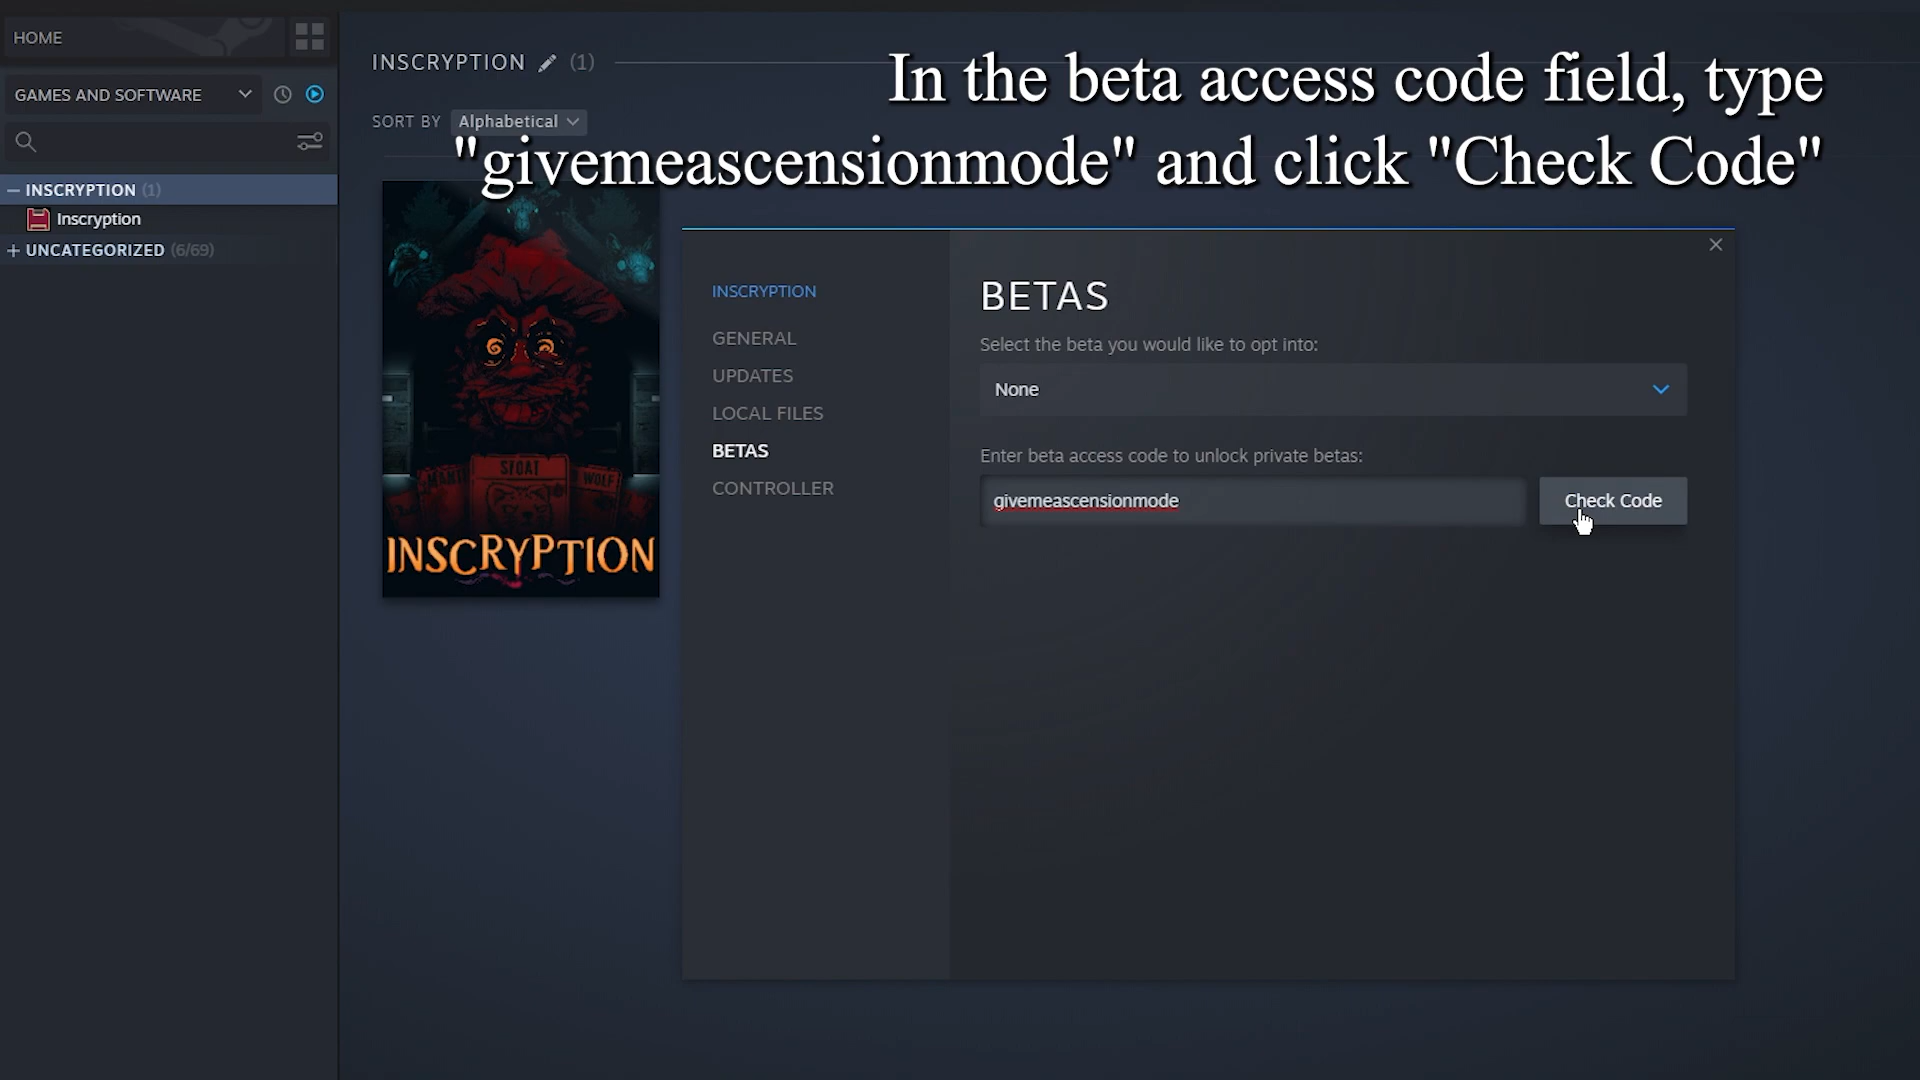 HOME
INSCRYPTION (1)
In the beta access code field, type
"givemeascensionmode" and click "Check Code"
GAMES AND SOFTWARE
SORT BY Alphabetical
INSCRYPTION (1)
Inscryption
UNCATEGORIZED (6/69)
STOAT
WOLF
INSCRYPTION
INSCRYPTION
GENERAL
UPDATES
LOCAL FILES
BETAS
CONTROLLER
BETAS
Select the beta you would like to opt into:
None
Enter beta access code to unlock private betas:
givemeascensionmode
Check Code